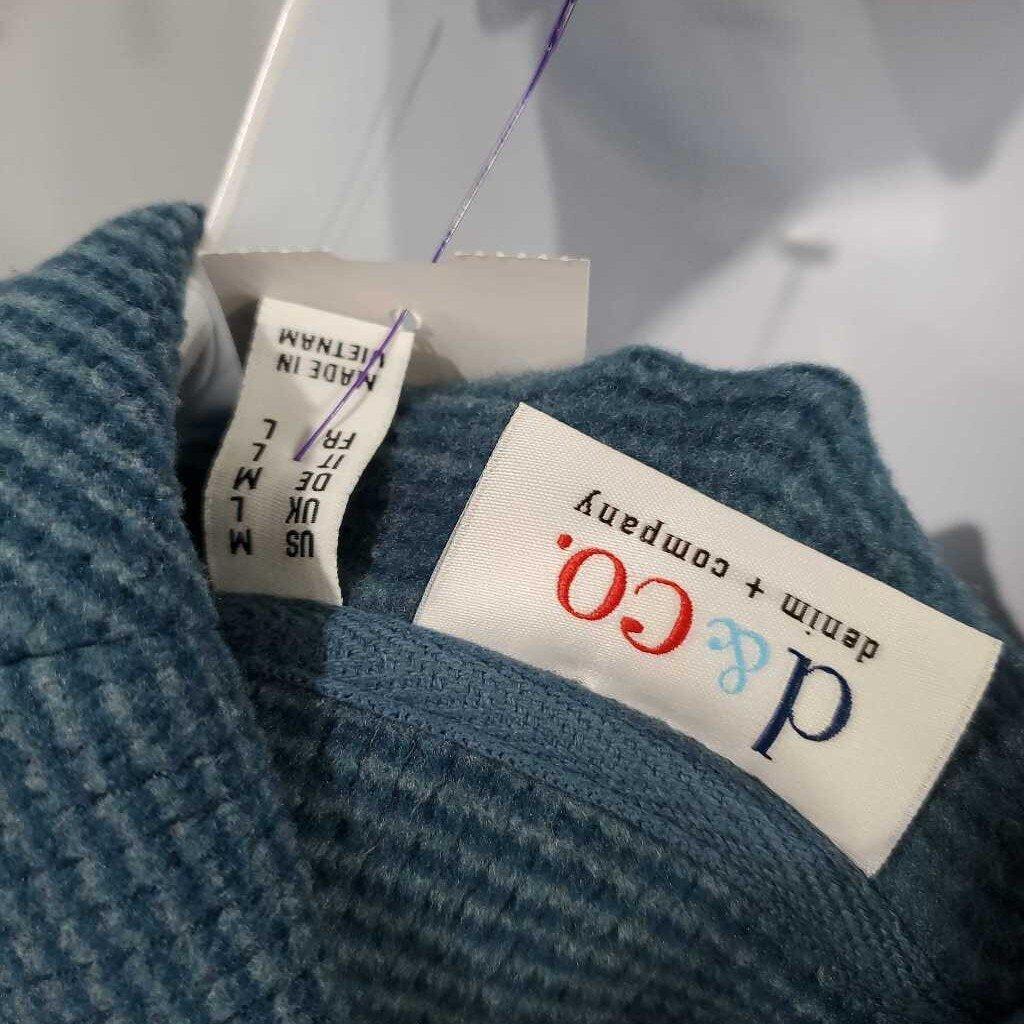 d&co.
denim + company
US M
UK L
DE M
IT L
FR L
MADE IN
VIETNAM